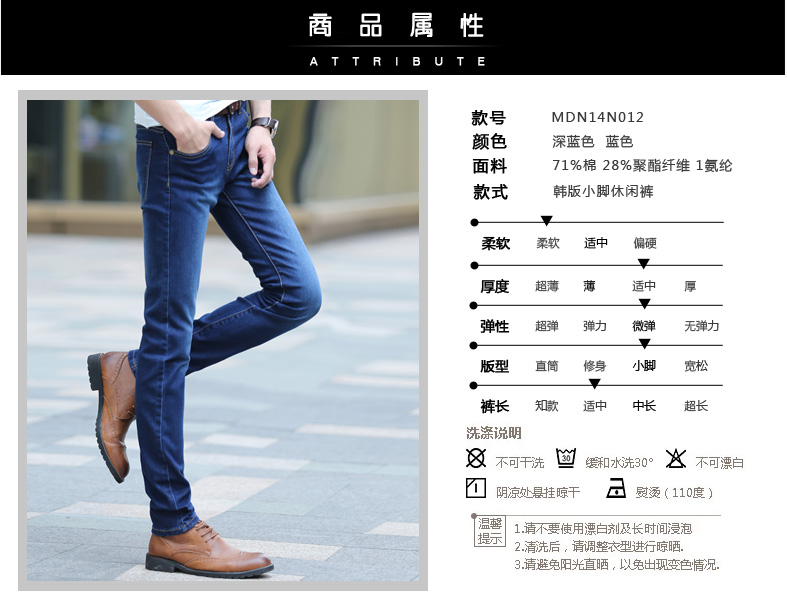 商品属性
ATTRIBUTE
款号 MDN14N012
颜色 深蓝色 蓝色
面料 71%棉 28%聚酯纤维 1氨纶
款式 韩版小脚休闲裤
柔软 柔软 适中 偏硬
厚度 超薄 薄 适中 厚
弹性 超弹 弹力 微弹 无弹力
版型 直筒 修身 小脚 宽松
裤长 知款 适中 中长 超长
洗涤说明
不可干洗 30 缓和水洗30° 不可漂白
阴凉处悬挂晾干 熨烫（110度）
温馨
提示
1.请不要使用漂白剂及长时间浸泡
2.清洗后，请调整衣型进行晾晒.
3.请避免阳光直晒，以免出现变色情况.